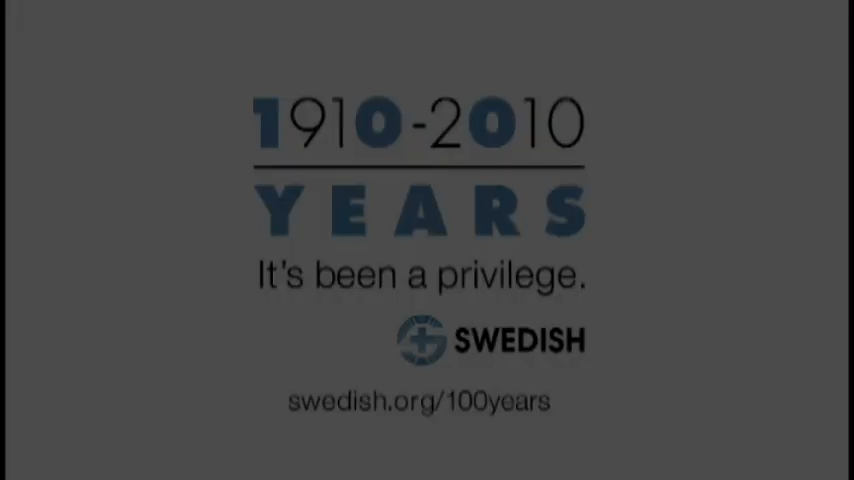 1910-2010
YEARS
It's been a privilege.
SWEDISH
swedish.org/100years